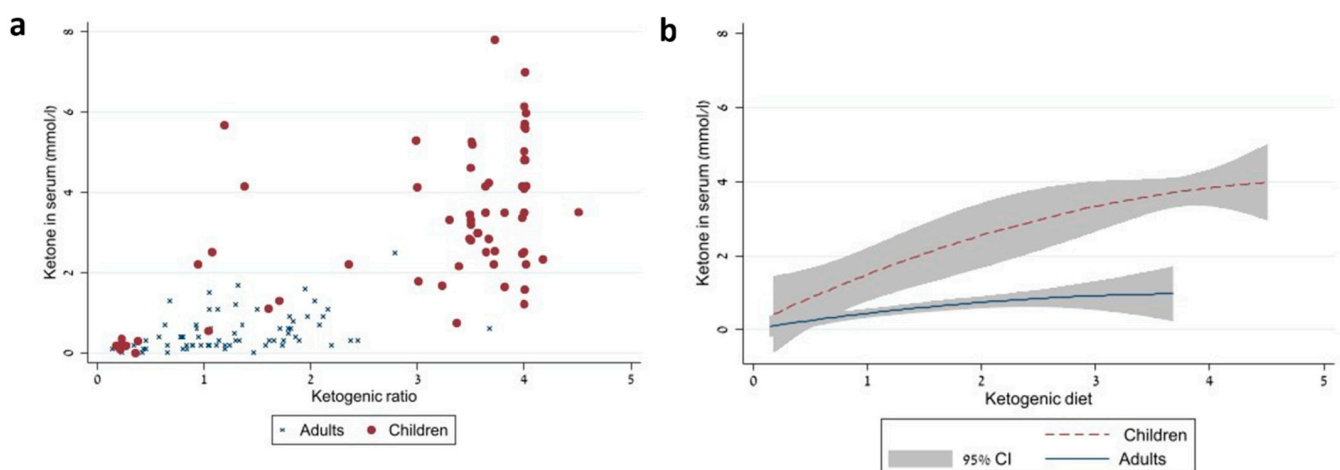 a
Ketone in serum (mmol/l)
8
6
4
2
0
0 1 2 3 4 5
Ketogenic ratio
Adults Children
b
Ketone in serum (mmol/l)
8
6
4
2
0
0 1 2 3 4 5
Ketogenic diet
Children
95% CI Adults